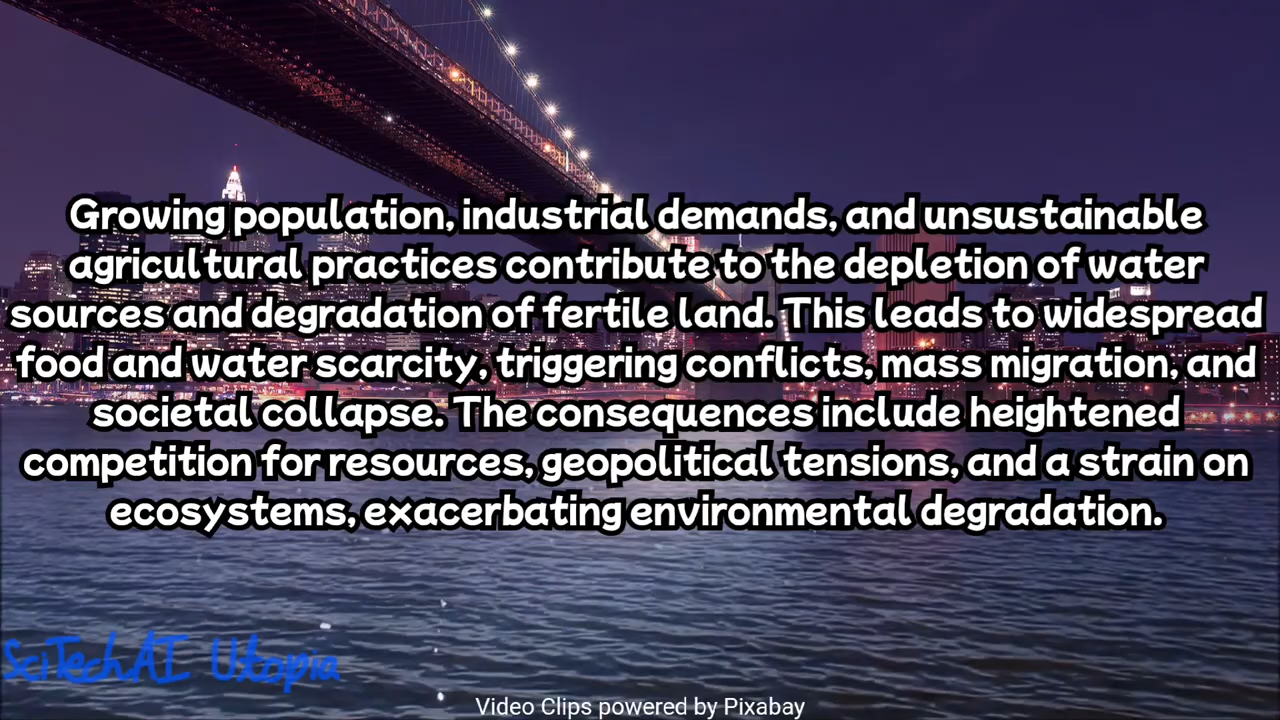 Growing population, industrial demands, and unsustainable
agricultural practices contribute to the depletion of water
sources and degradation of fertile land. This leads to widespread
food and water scarcity, triggering conflicts, mass migration, and
societal collapse. The consequences include heightened
competition for resources, geopolitical tensions, and a strain on
ecosystems, exacerbating environmental degradation.
SciTechAI Utopia
Video Clips powered by Pixabay